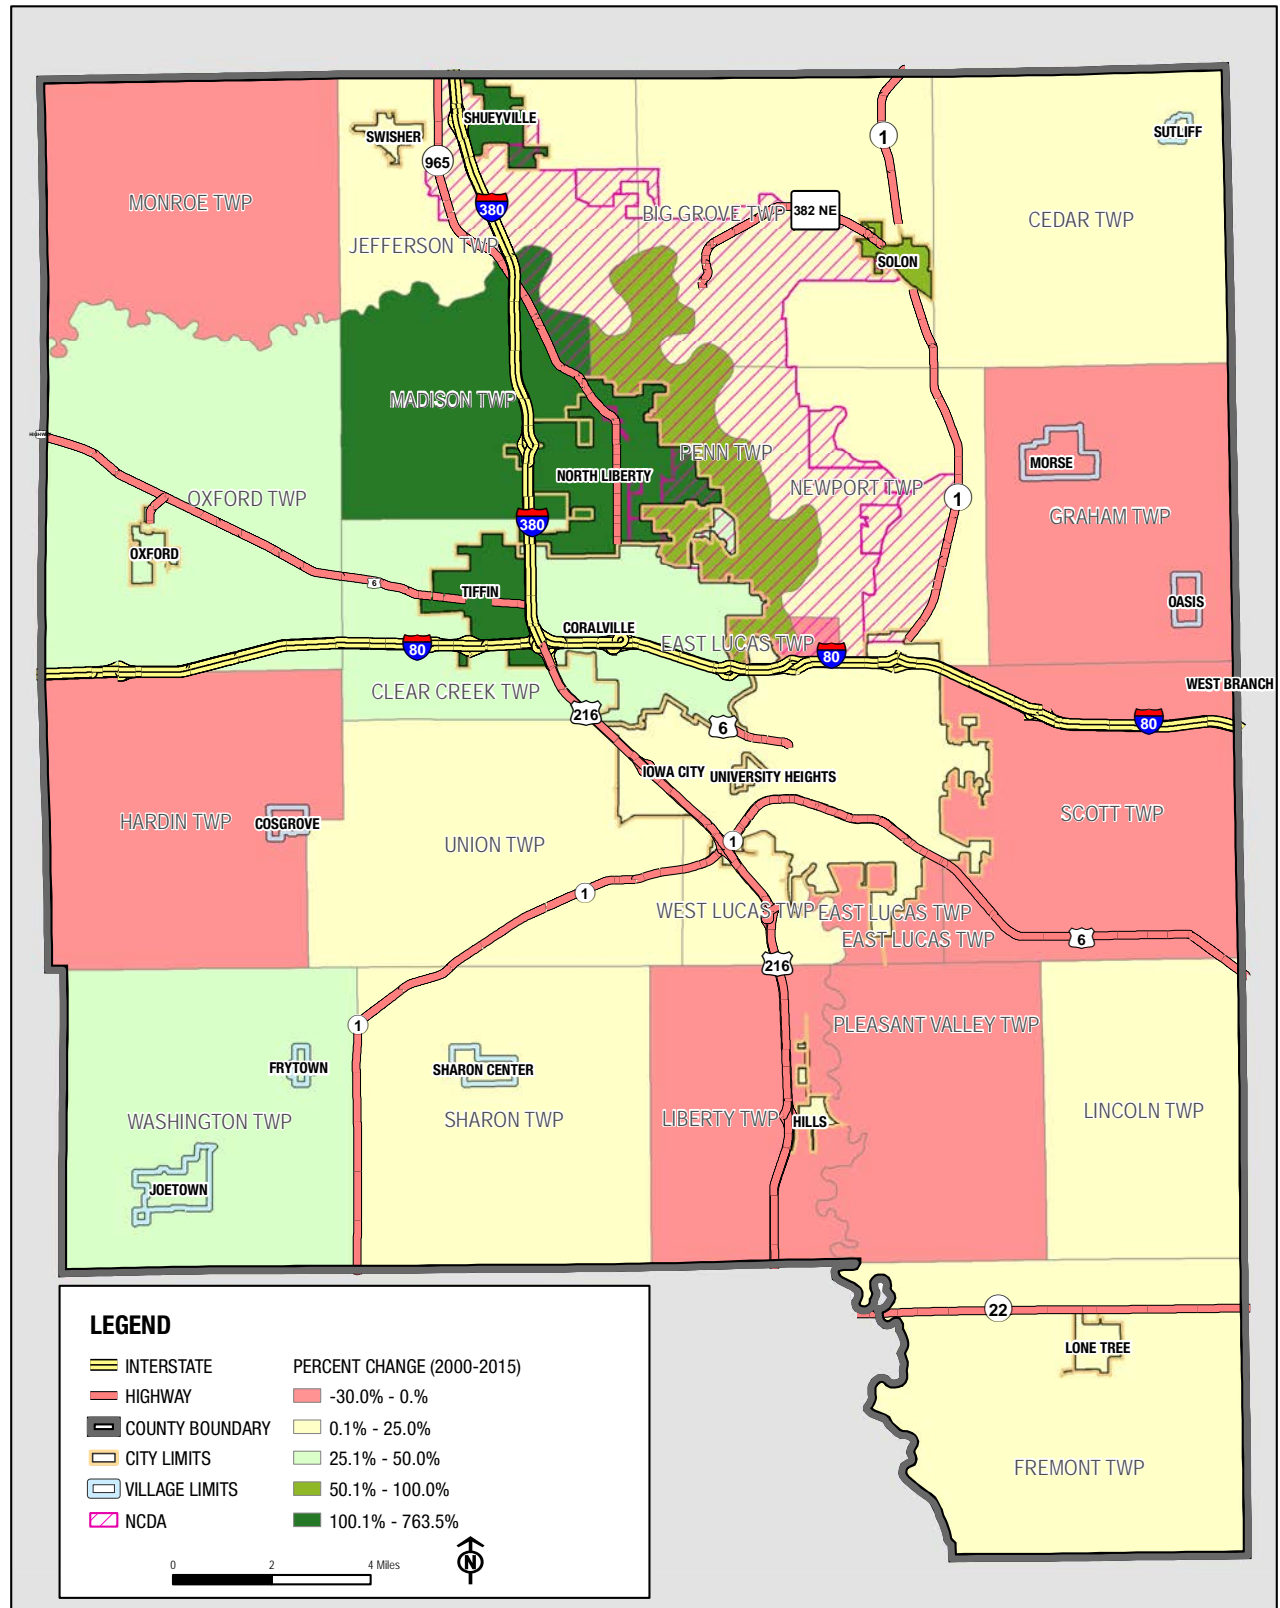 SHUEYVILLE
SWISHER
SUTLIFF
1
965
MONROE TWP
380
BIG GROVE TWP
382 NE
CEDAR TWP
JEFFERSON TWP
SOLON
MADISON TWP
HIGHWAY
PENN TWP
MORSE
NORTH LIBERTY
NEWPORT TWP
OXFORD TWP
1
GRAHAM TWP
380
OXFORD
6
TIFFIN
OASIS
CORALVILLE
EAST LUCAS TWP
80
80
CLEAR CREEK TWP
WEST BRANCH
216
6
80
IOWA CITY
UNIVERSITY HEIGHTS
HARDIN TWP
COSGROVE
SCOTT TWP
UNION TWP
1
1
WEST LUCAS TWP
EAST LUCAS TWP
EAST LUCAS TWP
6
216
1
PLEASANT VALLEY TWP
FRYTOWN
SHARON CENTER
WASHINGTON TWP
SHARON TWP
LIBERTY TWP
HILLS
LINCOLN TWP
JOETOWN
22
LONE TREE
FREMONT TWP
LEGEND
INTERSTATE
HIGHWAY
COUNTY BOUNDARY
CITY LIMITS
VILLAGE LIMITS
NCDA
PERCENT CHANGE (2000-2015)
-30.0% - 0.%
0.1% - 25.0%
25.1% - 50.0%
50.1% - 100.0%
100.1% - 763.5%
0 2 4 Miles
N